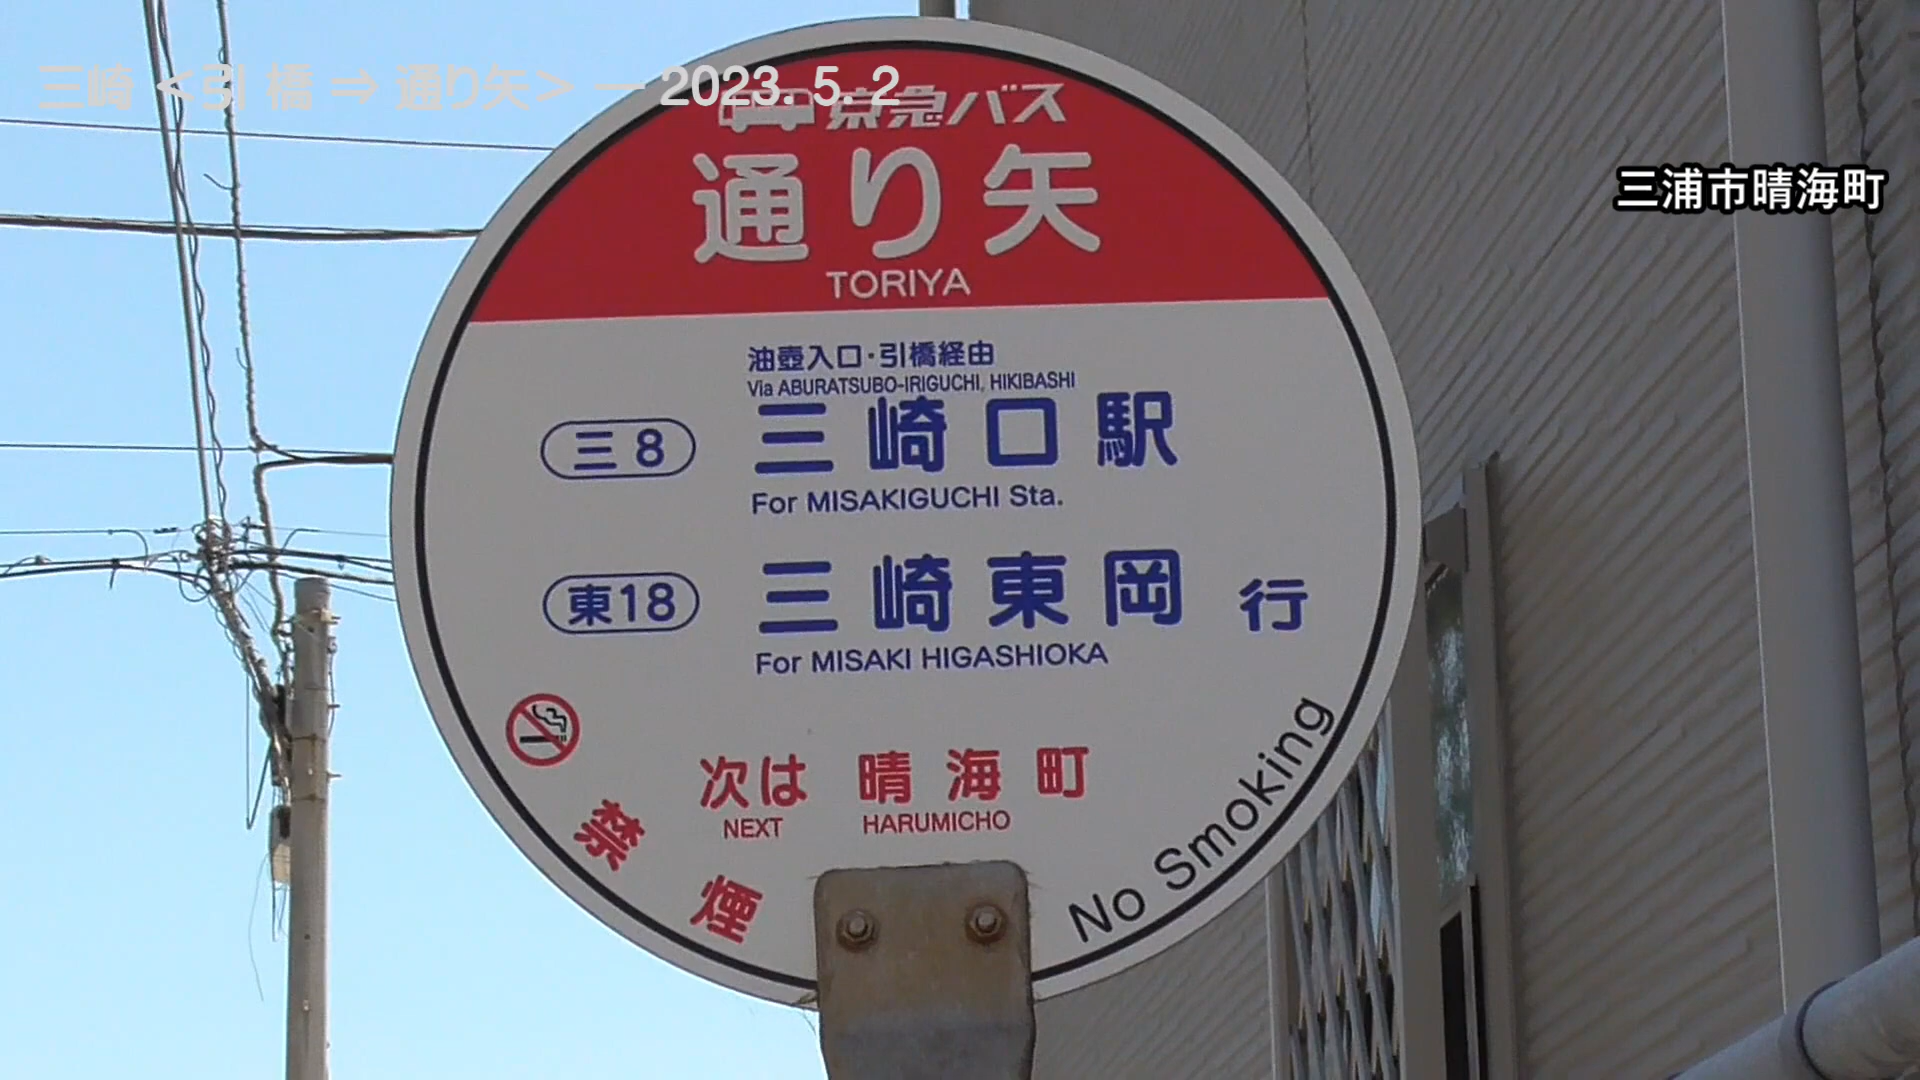 三崎 <引 橋 ⇒ 通り矢> ― 2023. 5. 2
京急バス
通り矢
TORIYA
三浦市晴海町
油壺入口・引橋経由
Via ABURATSUBO-IRIGUCHI, HIKIBASHI
三8 三崎口駅
For MISAKIGUCHI Sta.
東18 三崎東岡 行
For MISAKI HIGASHIOKA
次は 晴海町
NEXT HARUMICHO
禁煙
No Smoking